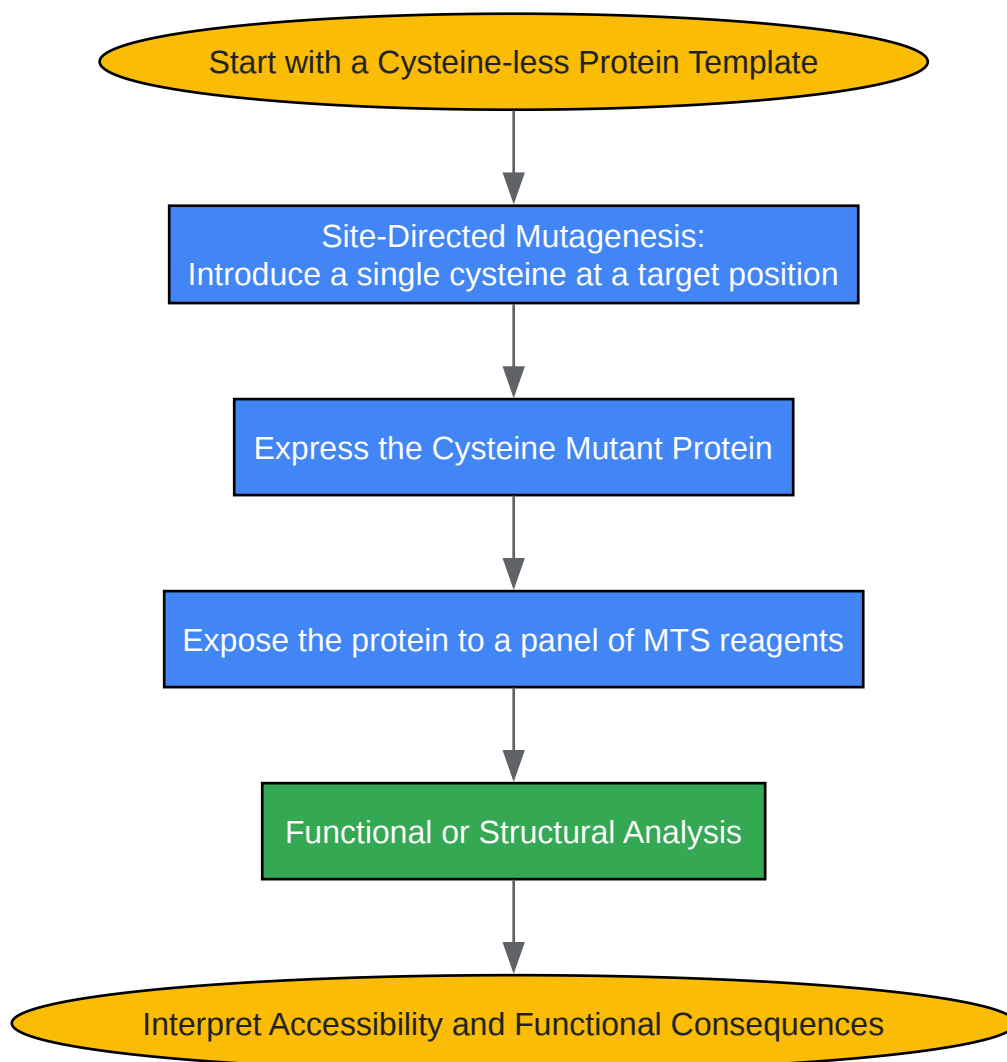 Start with a Cysteine-less Protein Template
Site-Directed Mutagenesis:
Introduce a single cysteine at a target position
Express the Cysteine Mutant Protein
Expose the protein to a panel of MTS reagents
Functional or Structural Analysis
Interpret Accessibility and Functional Consequences